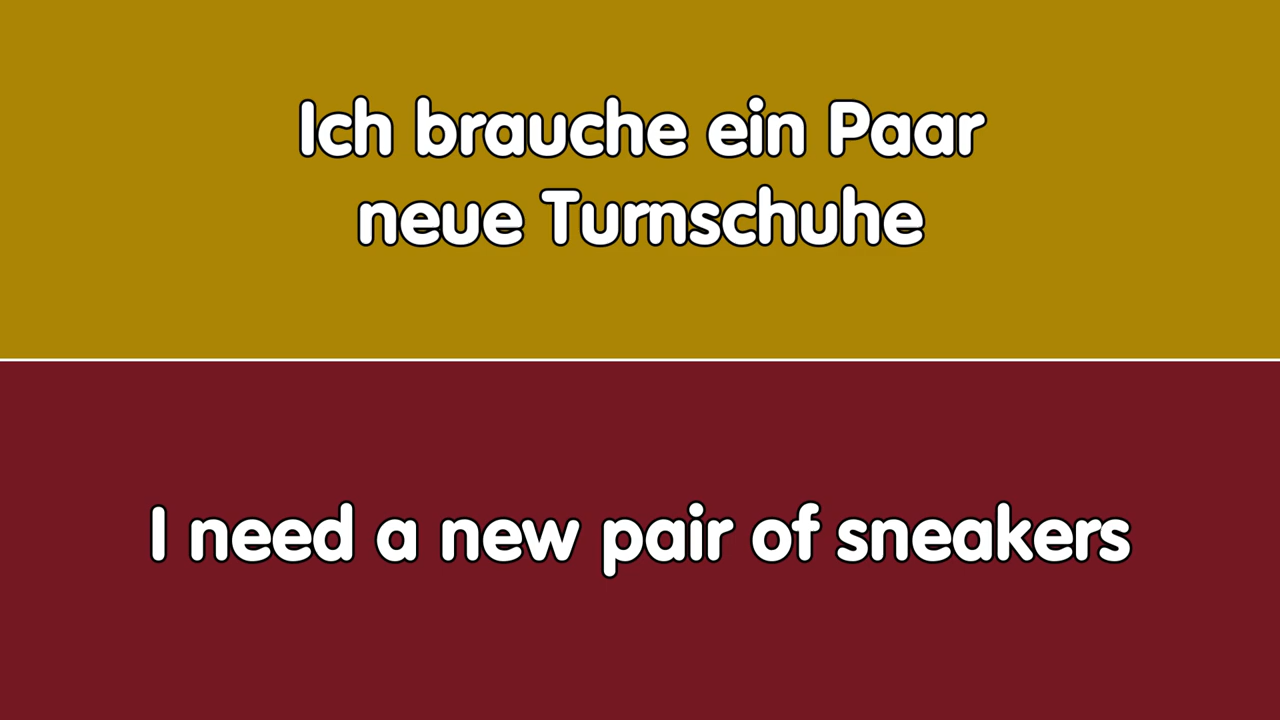 Ich brauche ein Paar
neue Turnschuhe
I need a new pair of sneakers